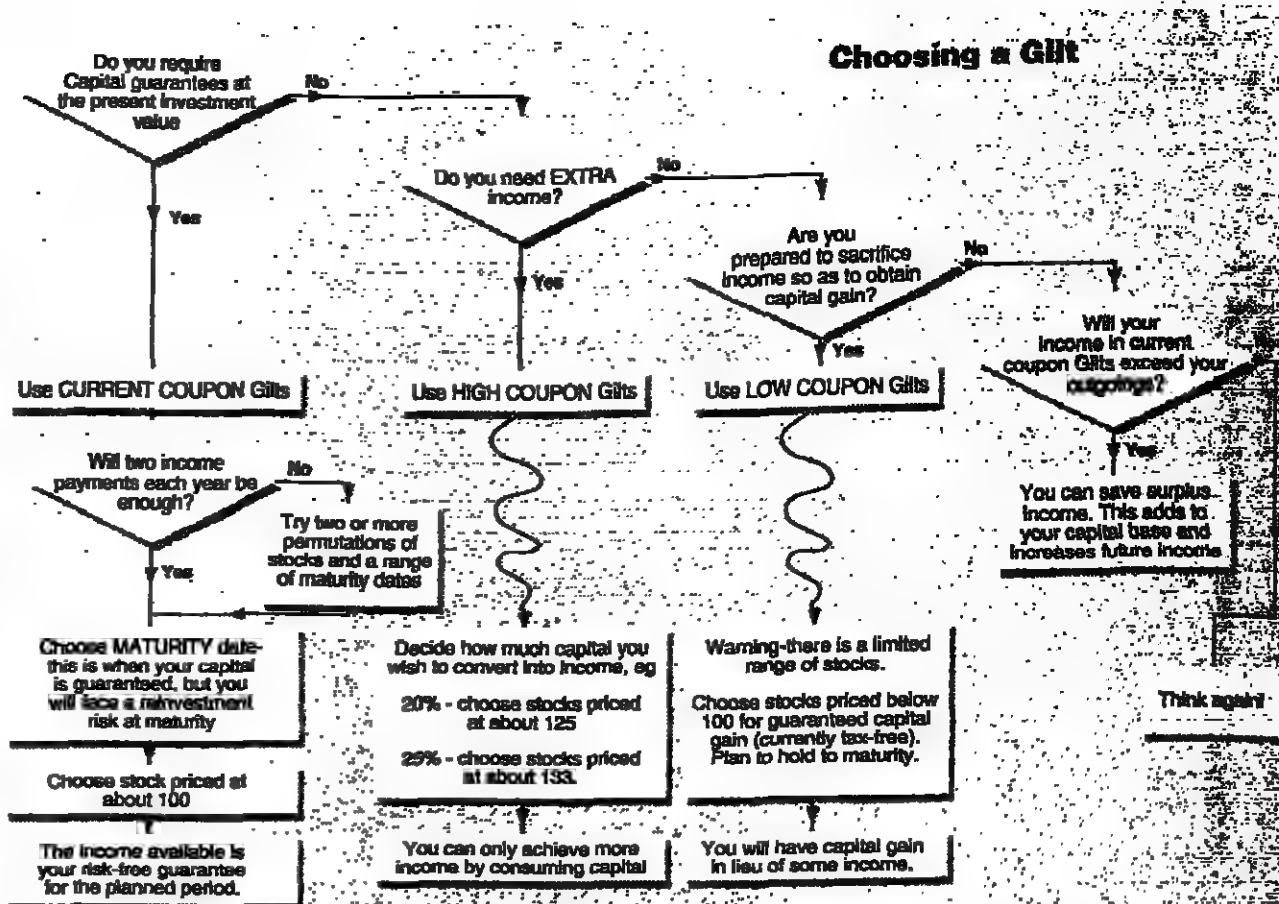 Choosing a Gilt
Do you require
Capital guarantees at
the present investment
value
No
Yes
Do you need EXTRA
income?
No
Yes
Are you
prepared to sacrifice
income so as to obtain
capital gain?
No
Yes
Will your
income in current
coupon Gilts exceed your
outgoings?
Yes
Use CURRENT COUPON Gilts
Use HIGH COUPON Gilts
Use LOW COUPON Gilts
Will two income
payments each year be
enough?
No
Yes
Try two or more
permutations of
stocks and a range
of maturity dates
You can save surplus
income. This adds to
your capital base and
increases future income
Choose MATURITY date-
this is when your capital
is guaranteed, but you
will face a reinvestment
risk at maturity
Choose stock priced at
about 100
The income available is
your risk-free guarantee
for the planned period.
Decide how much capital you
wish to convert into income, eg
20% - choose stocks priced
at about 125
25% - choose stocks priced
at about 133.
You can only achieve more
income by consuming capital
Warning-there is a limited
range of stocks.
Choose stocks priced below
100 for guaranteed capital
gain (currently tax-free).
Plan to hold to maturity.
You will have capital gain
in lieu of some income.
Think again!